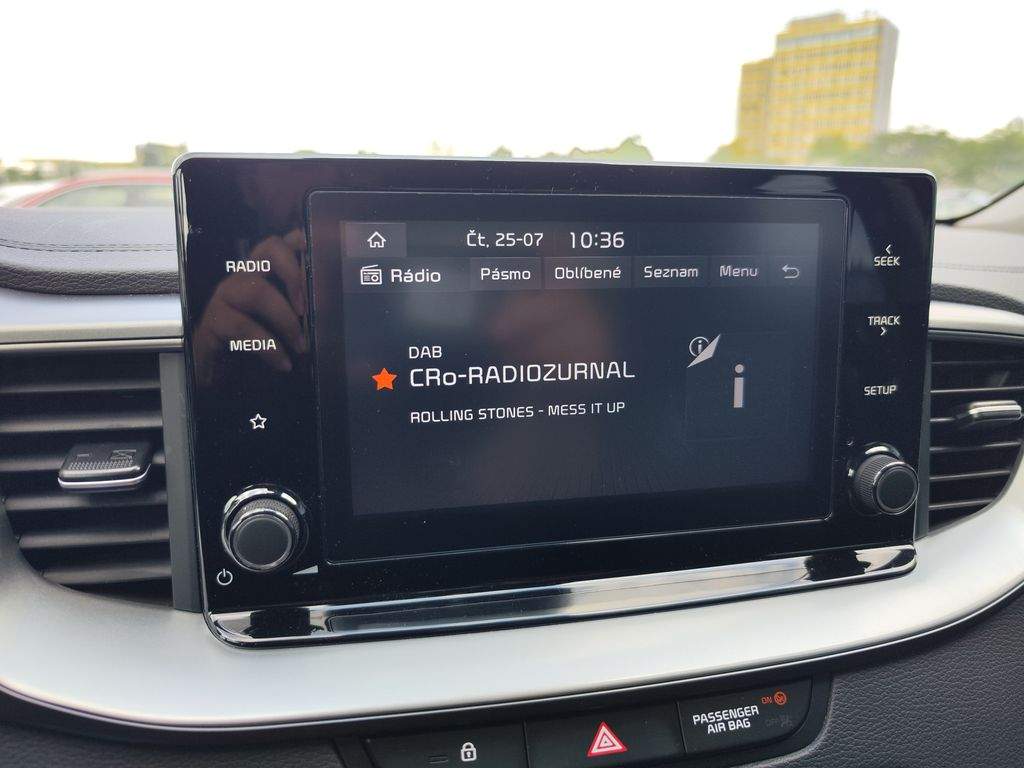 Čt, 25-07 10:36
RADIO
Rádio Pásmo Oblíbené Seznam Menu
SEEK
MEDIA
TRACK
DAB
CRo-RADIOZURNAL
ROLLING STONES - MESS IT UP
SETUP
PASSENGER
AIR BAG
ON